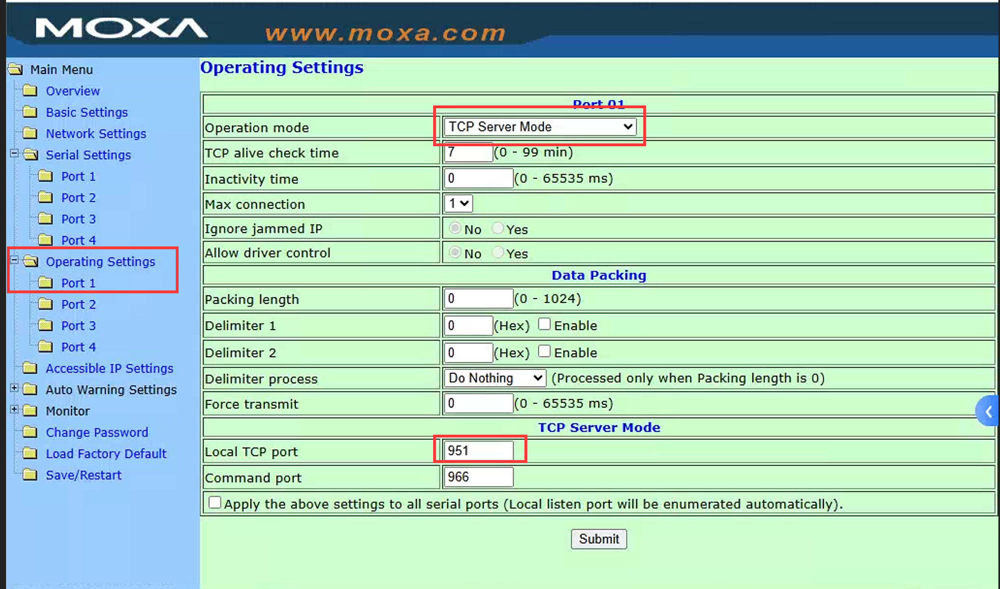 MOXA
www.moxa.com
Main Menu
Overview
Basic Settings
Network Settings
Serial Settings
Port 1
Port 2
Port 3
Port 4
Operating Settings
Port 1
Port 2
Port 3
Port 4
Accessible IP Settings
Auto Warning Settings
Monitor
Change Password
Load Factory Default
Save/Restart
Operating Settings
Port 01
Operation mode TCP Server Mode
TCP alive check time 7 (0 - 99 min)
Inactivity time 0 (0 - 65535 ms)
Max connection 1
Ignore jammed IP No Yes
Allow driver control No Yes
Data Packing
Packing length 0 (0 - 1024)
Delimiter 1 0 (Hex) Enable
Delimiter 2 0 (Hex) Enable
Delimiter process Do Nothing (Processed only when Packing length is 0)
Force transmit 0 (0 - 65535 ms)
TCP Server Mode
Local TCP port 951
Command port 966
Apply the above settings to all serial ports (Local listen port will be enumerated automatically).
Submit